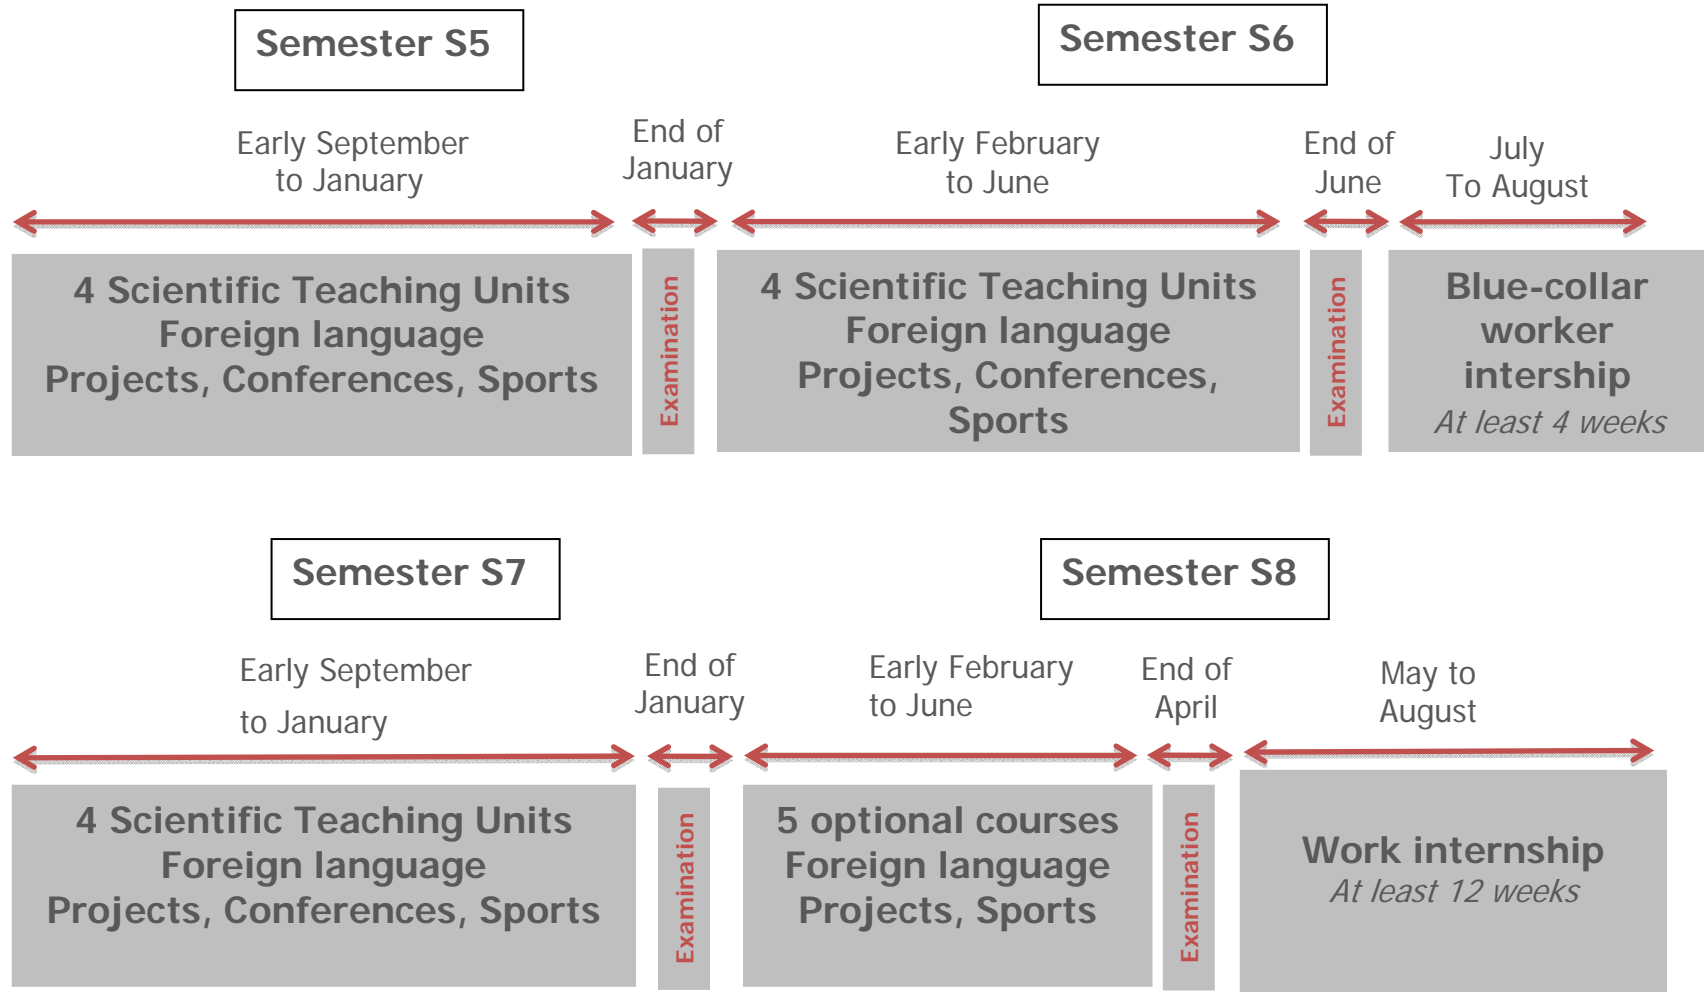 Semester S5
Semester S6
Early September
to January
End of
January
Early February
to June
End of
June
July
To August
4 Scientific Teaching Units
Foreign language
Projects, Conferences, Sports
Examination
4 Scientific Teaching Units
Foreign language
Projects, Conferences,
Sports
Examination
Blue-collar
worker
intership
At least 4 weeks
Semester S7
Semester S8
Early September
to January
End of
January
Early February
to June
End of
April
May to
August
4 Scientific Teaching Units
Foreign language
Projects, Conferences, Sports
Examination
5 optional courses
Foreign language
Projects, Sports
Examination
Work internship
At least 12 weeks